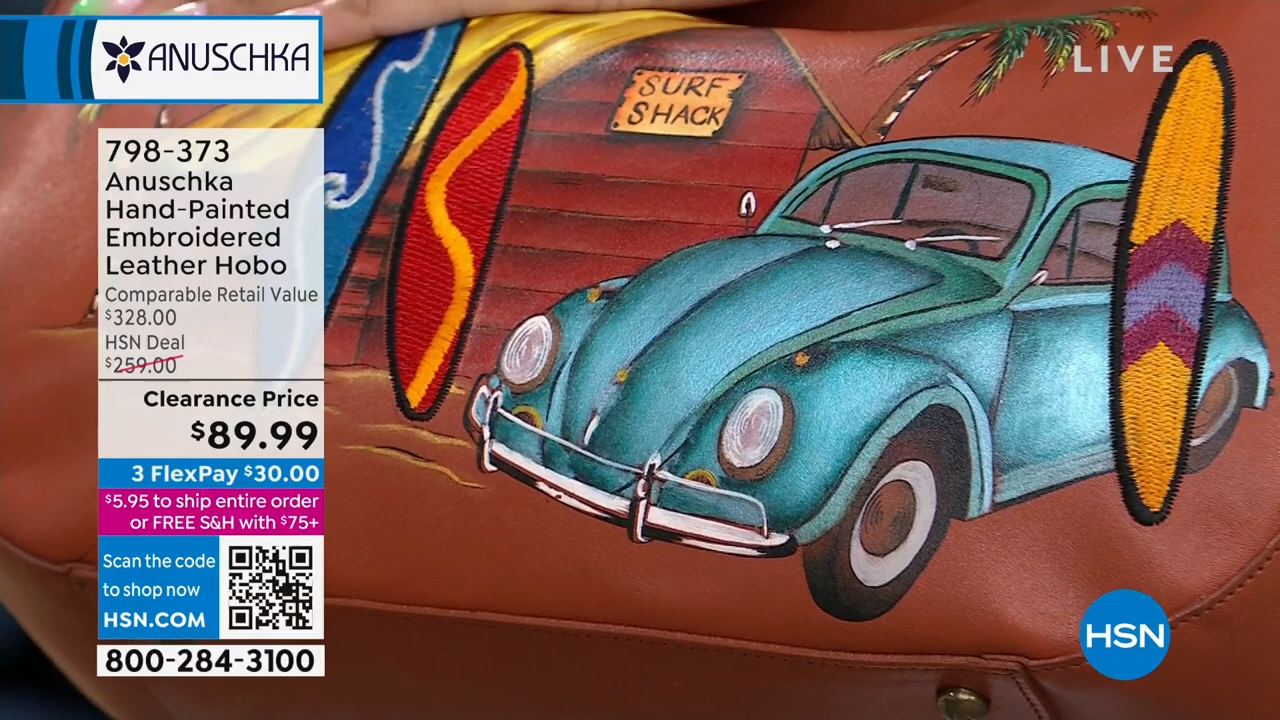 ANUSCHKA
LIVE
SURF
SHACK
798-373
Anuschka
Hand-Painted
Embroidered
Leather Hobo
Comparable Retail Value
$328.00
HSN Deal
$259.00
Clearance Price
$89.99
3 FlexPay $30.00
$5.95 to ship entire order
or FREE S&H with $75+
Scan the code
to shop now
HSN.COM
800-284-3100
HSN